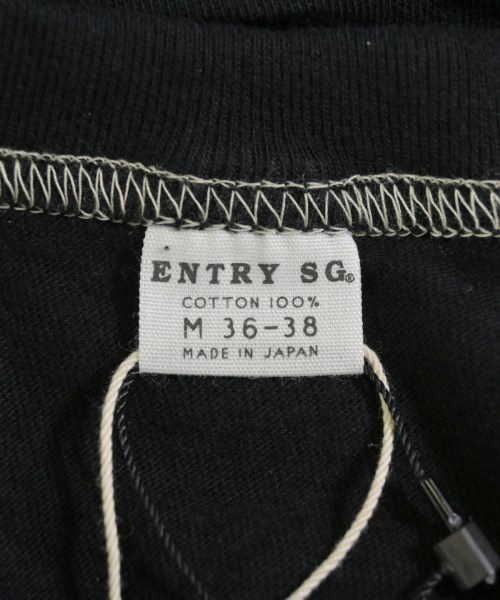 ENTRY SG®
COTTON 100%
M 36-38
MADE IN JAPAN